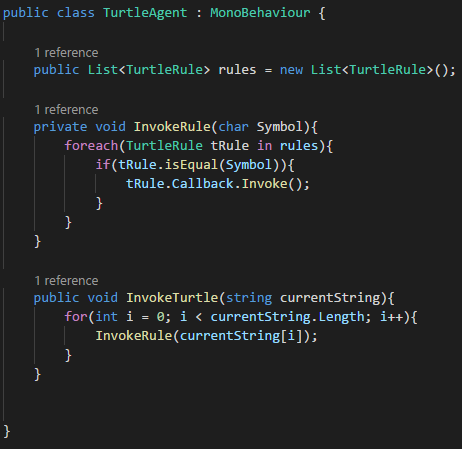 public class TurtleAgent : MonoBehaviour {
1 reference
public List<TurtleRule> rules = new List<TurtleRule>();
1 reference
private void InvokeRule(char Symbol){
foreach(TurtleRule tRule in rules){
if(tRule.isEqual(Symbol)){
tRule.Callback.Invoke();
}
}
}
1 reference
public void InvokeTurtle(string currentString){
for(int i = 0; i < currentString.Length; i++){
InvokeRule(currentString[i]);
}
}
}